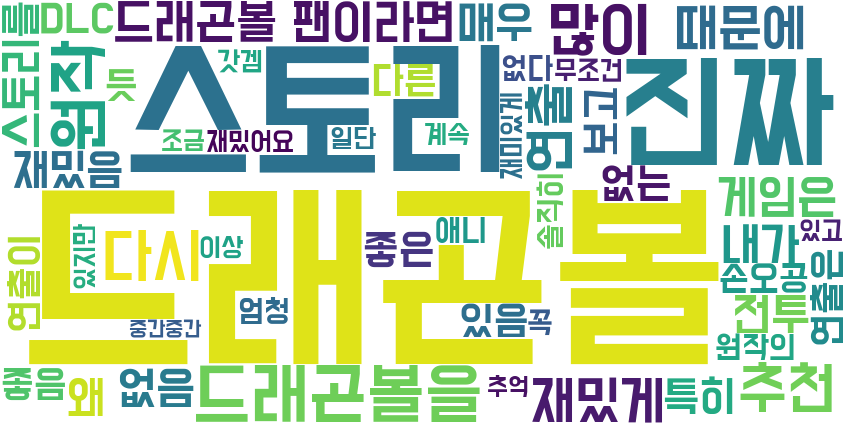 스토리를
DLC
드래곤볼 팬이라면
매우
많이
때문에
원작
듯
갓겜
스토리
다른
없다
무조건
연출
보고
진짜
재밌음
조금
재밌어요
일단
계속
재미있게
솔직히
없는
게임은
드래곤볼
연출이
있지만
다시
이상
좋은
애니
내가
있고
손오공
연출은
엄청
있음
꼭
전투
중간중간
원작의
좋음
왜
없음
드래곤볼을
추억
재밌게
특히
추천